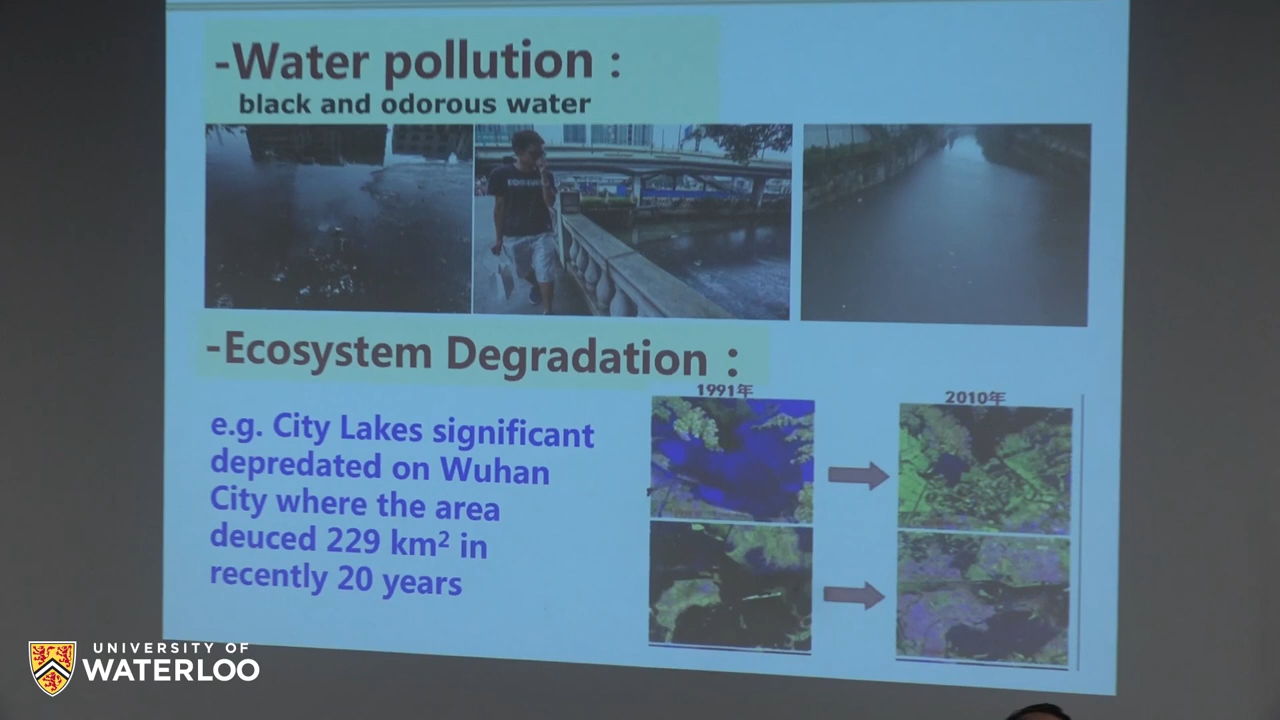 -Water pollution：
black and odorous water
-Ecosystem Degradation：
1991年
2010年
e.g. City Lakes significant
depredated on Wuhan
City where the area
deuced 229 km² in
recently 20 years
UNIVERSITY OF
WATERLOO